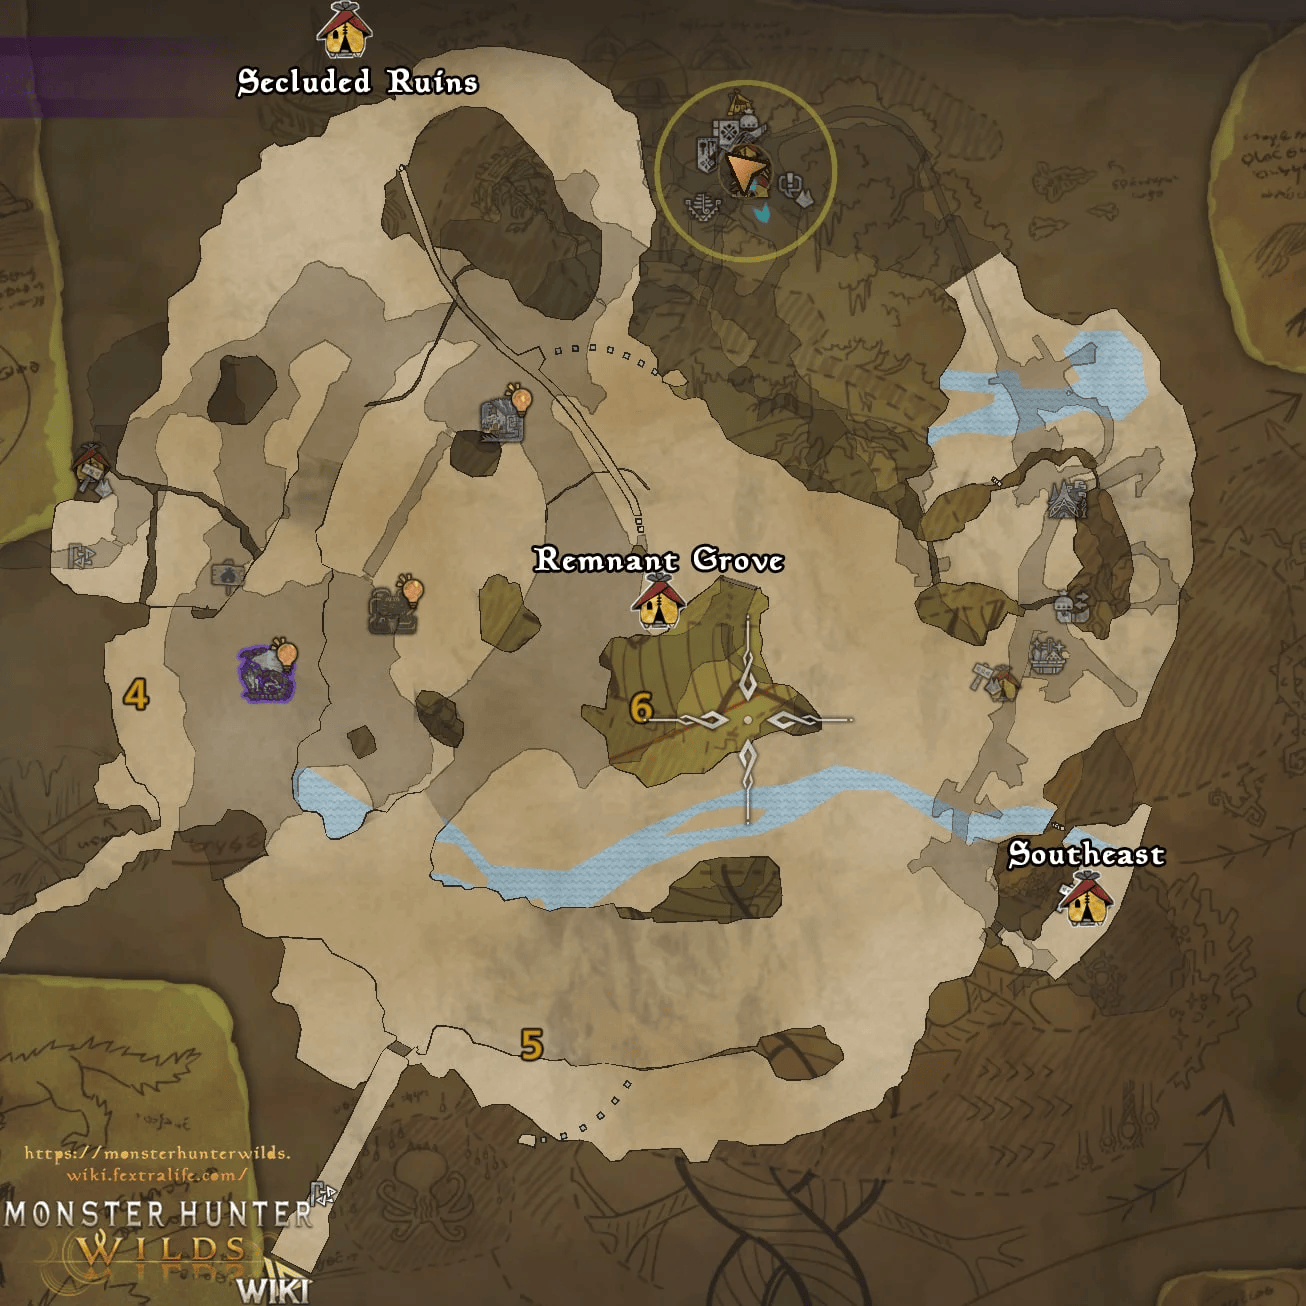 Secluded Ruins
Remnant Grove
4
6
Southeast
5
https://monsterhunterwilds.
wiki.fextralife.com/
MONSTER HUNTER
WILDS
WIKI